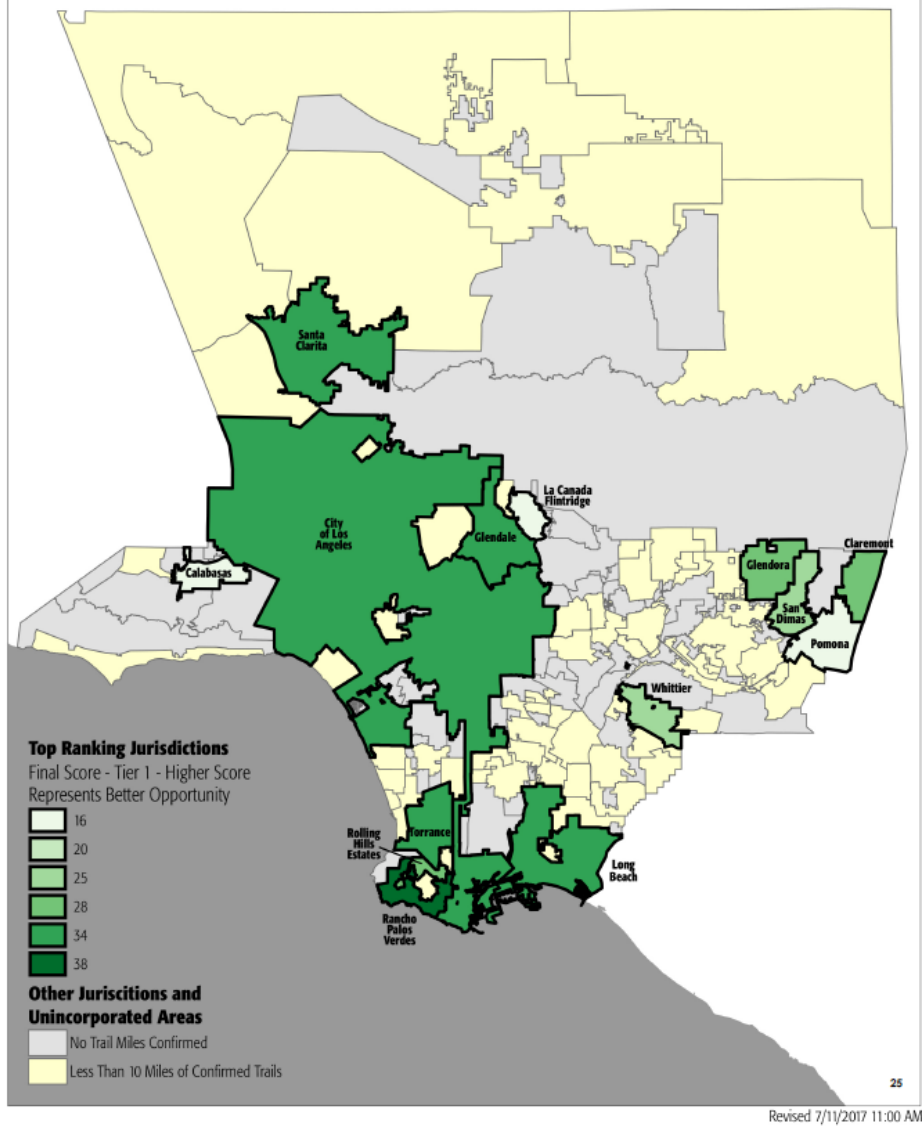 Santa
Clarita
La Canada
Flintridge
City
of Los
Angeles
Glendale
Claremont
Glendora
Calabasas
San
Dimas
Pomona
Whittier
Top Ranking Jurisdictions
Final Score - Tier 1 - Higher Score
Represents Better Opportunity
16
20
25
28
34
38
Rolling
Hills
Estates
Torrance
Long
Beach
Rancho
Palos
Verdes
Other Juriscitions and
Unincorporated Areas
No Trail Miles Confirmed
Less Than 10 Miles of Confirmed Trails
25
Revised 7/11/2017 11:00 AM